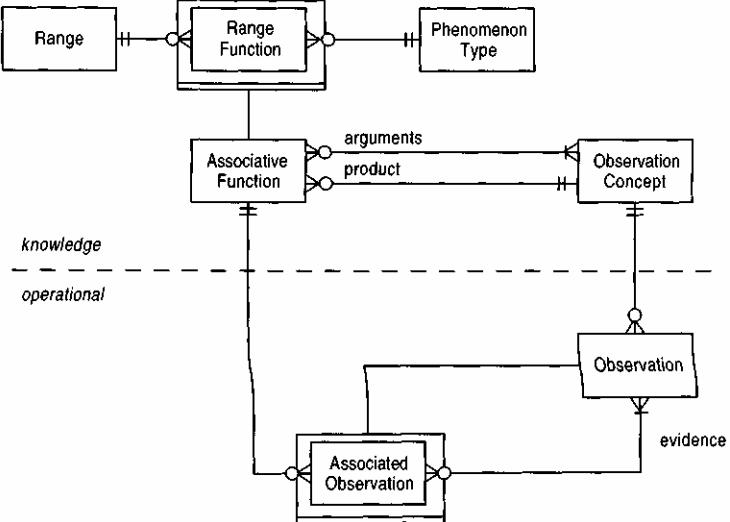 Range
Range
Function
Phenomenon
Type
Associative
Function
arguments
product
Observation
Concept
knowledge
operational
Observation
evidence
Associated
Observation